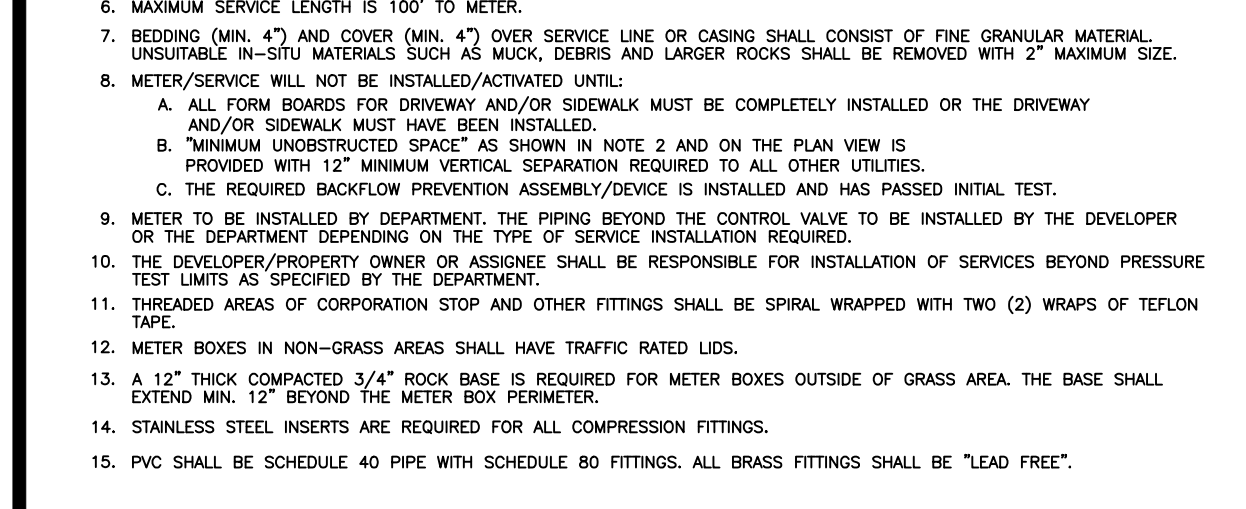 6. MAXIMUM SERVICE LENGTH IS 100' TO METER.
7. BEDDING (MIN. 4") AND COVER (MIN. 4") OVER SERVICE LINE OR CASING SHALL CONSIST OF FINE GRANULAR MATERIAL.
UNSUITABLE IN-SITU MATERIALS SUCH AS MUCK, DEBRIS AND LARGER ROCKS SHALL BE REMOVED WITH 2" MAXIMUM SIZE.
8. METER/SERVICE WILL NOT BE INSTALLED/ACTIVATED UNTIL:
A. ALL FORM BOARDS FOR DRIVEWAY AND/OR SIDEWALK MUST BE COMPLETELY INSTALLED OR THE DRIVEWAY
AND/OR SIDEWALK MUST HAVE BEEN INSTALLED.
B. "MINIMUM UNOBSTRUCTED SPACE" AS SHOWN IN NOTE 2 AND ON THE PLAN VIEW IS
PROVIDED WITH 12" MINIMUM VERTICAL SEPARATION REQUIRED TO ALL OTHER UTILITIES.
C. THE REQUIRED BACKFLOW PREVENTION ASSEMBLY/DEVICE IS INSTALLED AND HAS PASSED INITIAL TEST.
9. METER TO BE INSTALLED BY DEPARTMENT. THE PIPING BEYOND THE CONTROL VALVE TO BE INSTALLED BY THE DEVELOPER
OR THE DEPARTMENT DEPENDING ON THE TYPE OF SERVICE INSTALLATION REQUIRED.
10. THE DEVELOPER/PROPERTY OWNER OR ASSIGNEE SHALL BE RESPONSIBLE FOR INSTALLATION OF SERVICES BEYOND PRESSURE
TEST LIMITS AS SPECIFIED BY THE DEPARTMENT.
11. THREADED AREAS OF CORPORATION STOP AND OTHER FITTINGS SHALL BE SPIRAL WRAPPED WITH TWO (2) WRAPS OF TEFLON
TAPE.
12. METER BOXES IN NON-GRASS AREAS SHALL HAVE TRAFFIC RATED LIDS.
13. A 12" THICK COMPACTED 3/4" ROCK BASE IS REQUIRED FOR METER BOXES OUTSIDE OF GRASS AREA. THE BASE SHALL
EXTEND MIN. 12" BEYOND THE METER BOX PERIMETER.
14. STAINLESS STEEL INSERTS ARE REQUIRED FOR ALL COMPRESSION FITTINGS.
15. PVC SHALL BE SCHEDULE 40 PIPE WITH SCHEDULE 80 FITTINGS. ALL BRASS FITTINGS SHALL BE "LEAD FREE".